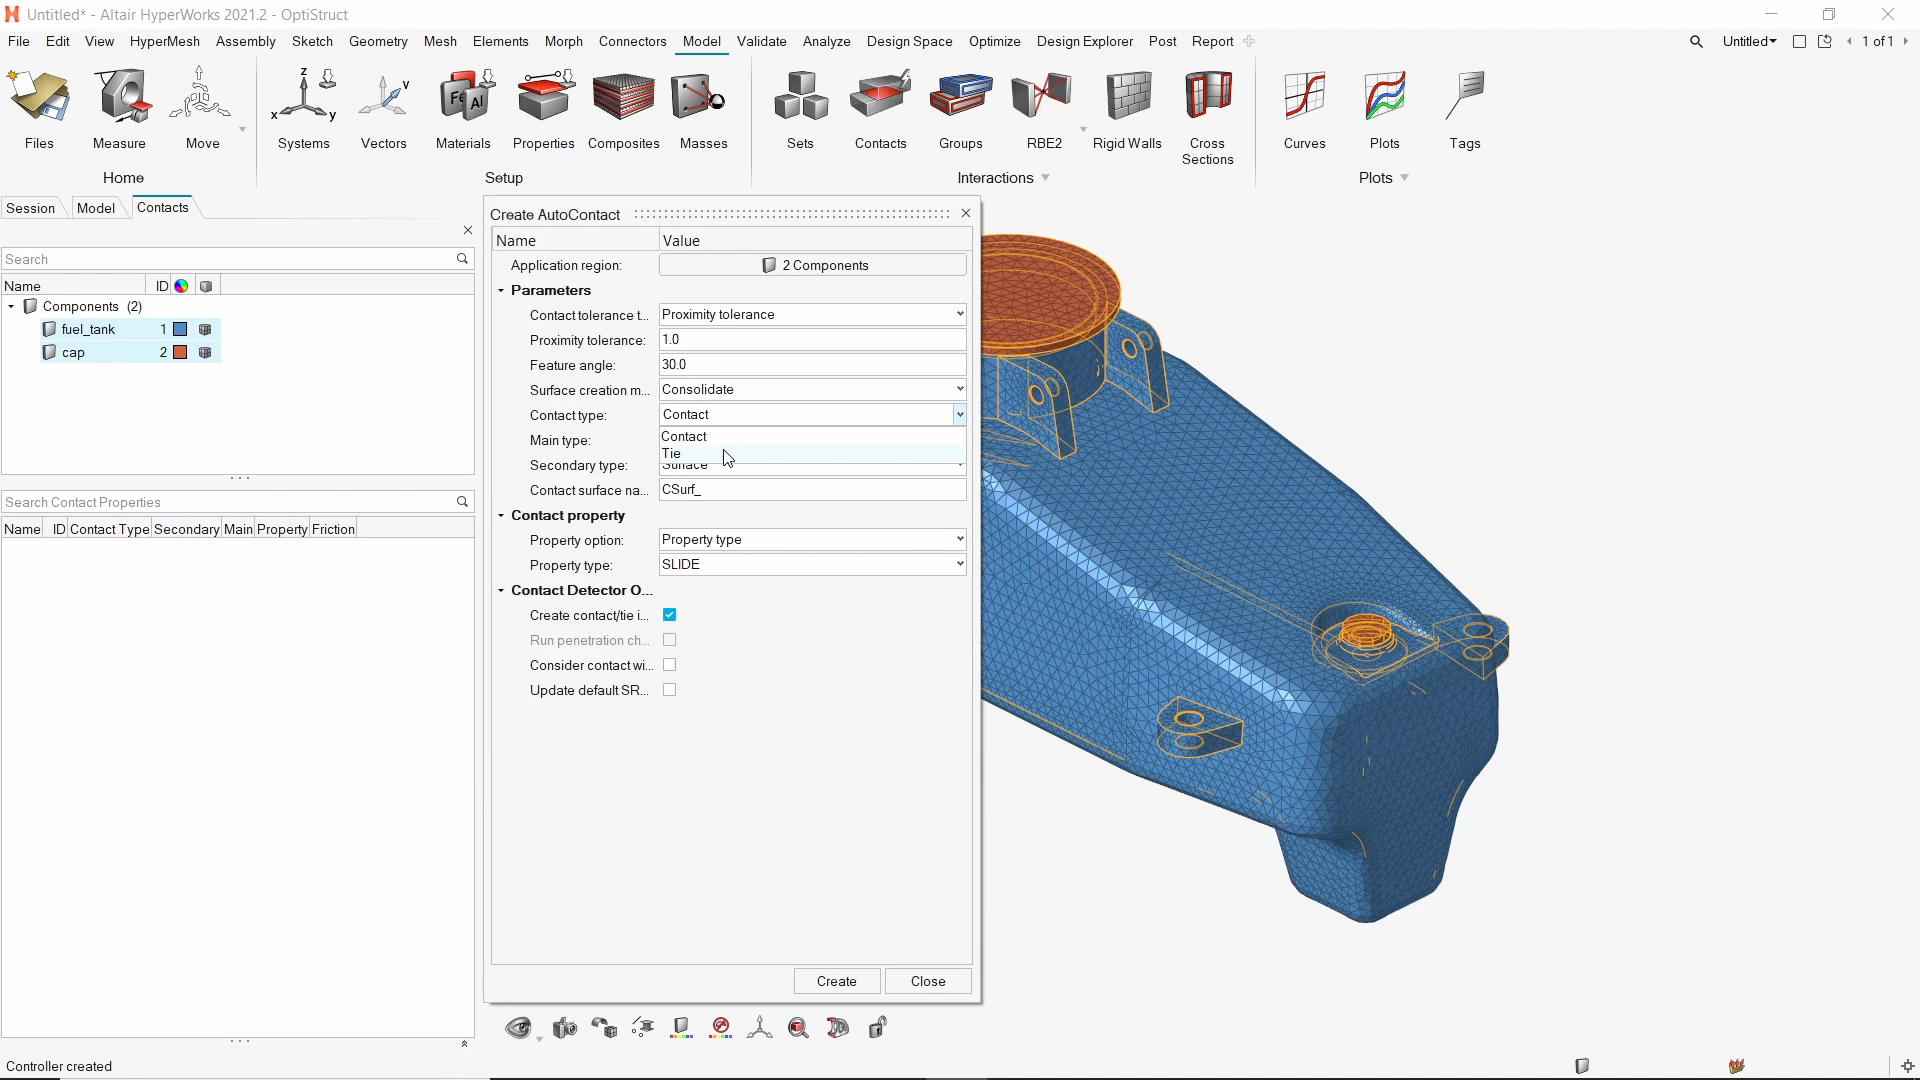 Untitled* - Altair HyperWorks 2021.2 - OptiStruct
File Edit View HyperMesh Assembly Sketch Geometry Mesh Elements Morph Connectors Model Validate Analyze Design Space Optimize Design Explorer Post Report Untitled 1 of 1
z x y v Fe Al
Files Measure Move Systems Vectors Materials Properties Composites Masses Sets Contacts Groups RBE2 Rigid Walls Cross Sections Curves Plots Tags
Home Setup Interactions Plots
Session Model Contacts
Search
Name ID
Components (2)
fuel_tank 1
cap 2
Search Contact Properties
Name ID Contact Type Secondary Main Property Friction
Create AutoContact
Name Value
Application region: 2 Components
Parameters
Contact tolerance t... Proximity tolerance
Proximity tolerance: 1.0
Feature angle: 30.0
Surface creation m... Consolidate
Contact type: Contact
Contact
Main type:
Tie
Secondary type: Surface
Contact surface na... CSurf_
Contact property
Property option: Property type
Property type: SLIDE
Contact Detector O...
Create contact/tie i...
Run penetration ch...
Consider contact wi...
Update default SR...
Create Close
Controller created